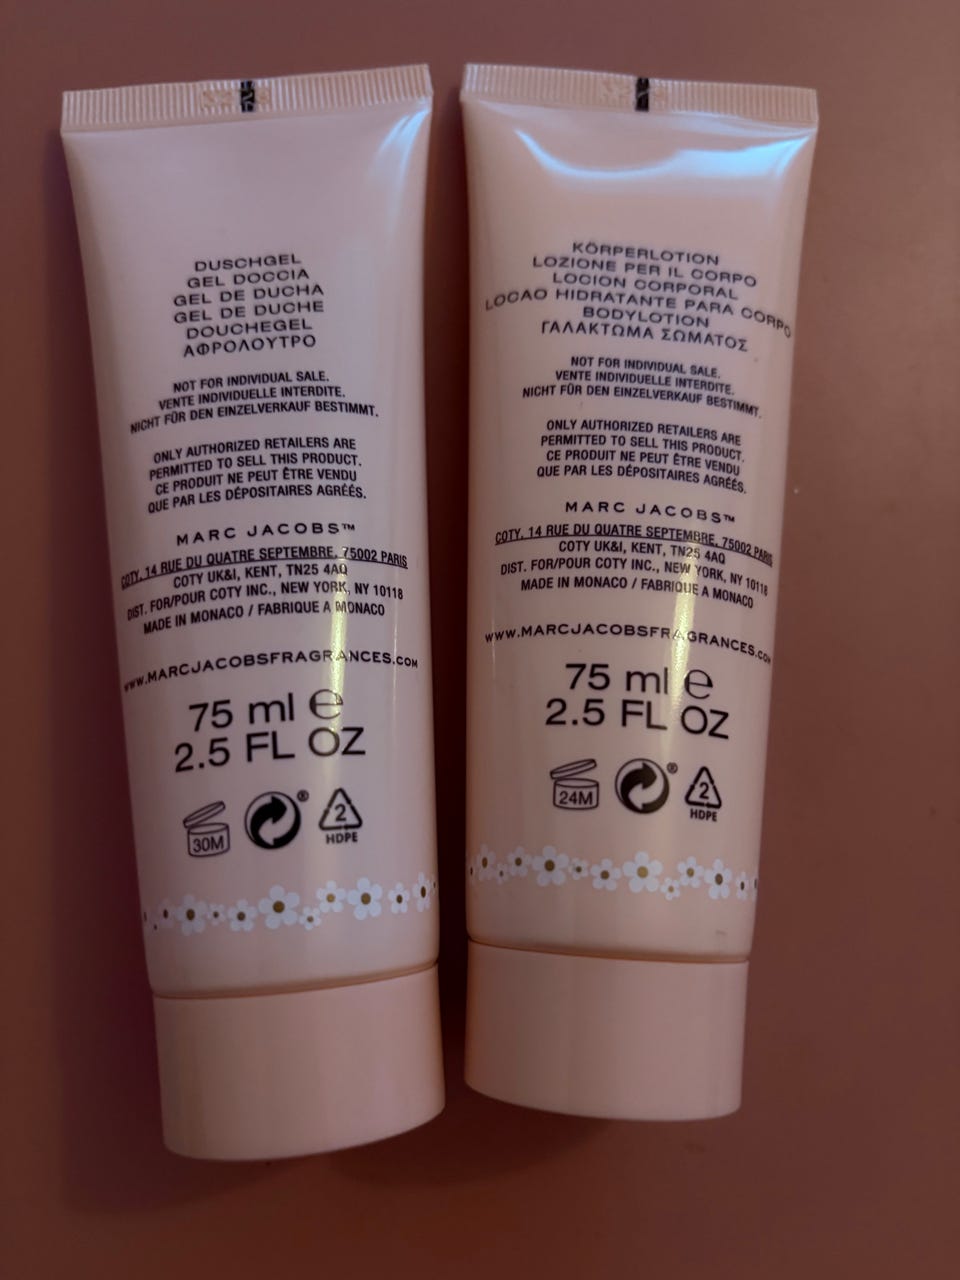 DUSCHGEL
GEL DOCCIA
GEL DE DUCHA
GEL DE DUCHE
DOUCHEGEL
ΑΦΡΟΛΟΥΤΡΟ
NOT FOR INDIVIDUAL SALE.
VENTE INDIVIDUELLE INTERDITE.
NICHT FÜR DEN EINZELVERKAUF BESTIMMT.
ONLY AUTHORIZED RETAILERS ARE
PERMITTED TO SELL THIS PRODUCT.
CE PRODUIT NE PEUT ÊTRE VENDU
QUE PAR LES DÉPOSITAIRES AGRÉÉS.
MARC JACOBS™
COTY, 14 RUE DU QUATRE SEPTEMBRE, 75002 PARIS
COTY UK&I, KENT, TN25 4AQ
DIST. FOR/POUR COTY INC., NEW YORK, NY 10118
MADE IN MONACO / FABRIQUE A MONACO
WWW.MARCJACOBSFRAGRANCES.COM
75 ml ℮
2.5 FL OZ
30M
®
2
HDPE
KÖRPERLOTION
LOZIONE PER IL CORPO
LOCION CORPORAL
LOCAO HIDRATANTE PARA CORPO
BODYLOTION
ΓΑΛΑΚΤΩΜΑ ΣΩΜΑΤΟΣ
NOT FOR INDIVIDUAL SALE.
VENTE INDIVIDUELLE INTERDITE.
NICHT FÜR DEN EINZELVERKAUF BESTIMMT.
ONLY AUTHORIZED RETAILERS ARE
PERMITTED TO SELL THIS PRODUCT.
CE PRODUIT NE PEUT ÊTRE VENDU
QUE PAR LES DÉPOSITAIRES AGRÉÉS.
MARC JACOBS™
COTY, 14 RUE DU QUATRE SEPTEMBRE, 75002 PARIS
COTY UK&I, KENT, TN25 4AQ
DIST. FOR/POUR COTY INC., NEW YORK, NY 10118
MADE IN MONACO / FABRIQUE A MONACO
WWW.MARCJACOBSFRAGRANCES.COM
75 ml ℮
2.5 FL OZ
24M
®
2
HDPE